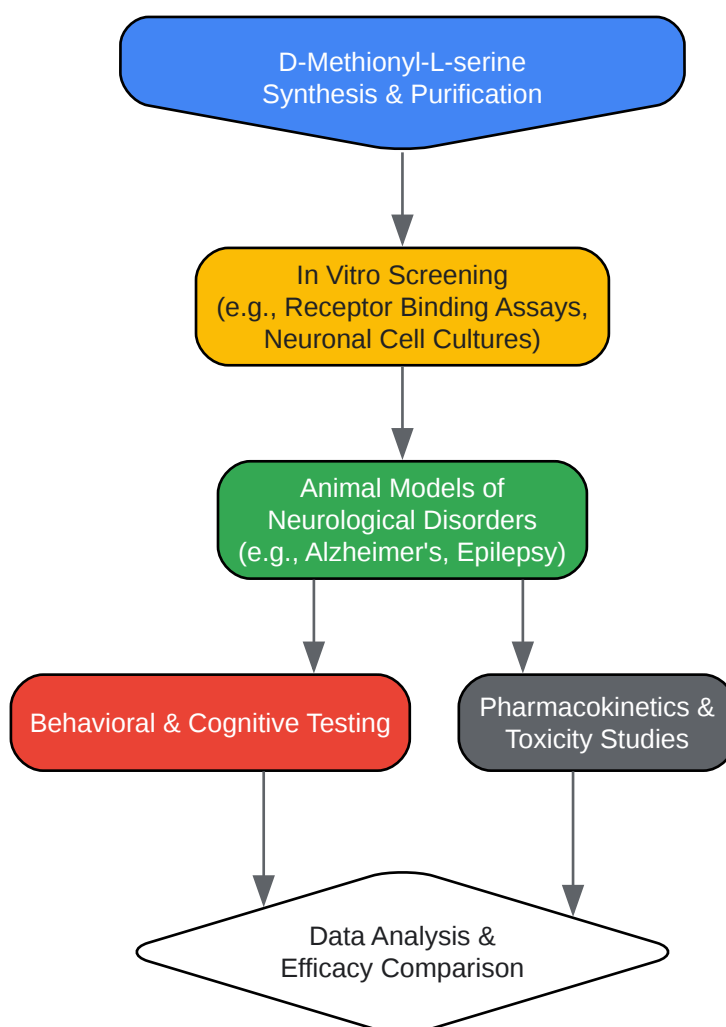 D-Methionyl-L-serine
Synthesis & Purification
In Vitro Screening
(e.g., Receptor Binding Assays,
Neuronal Cell Cultures)
Animal Models of
Neurological Disorders
(e.g., Alzheimer's, Epilepsy)
Behavioral & Cognitive Testing
Pharmacokinetics &
Toxicity Studies
Data Analysis &
Efficacy Comparison